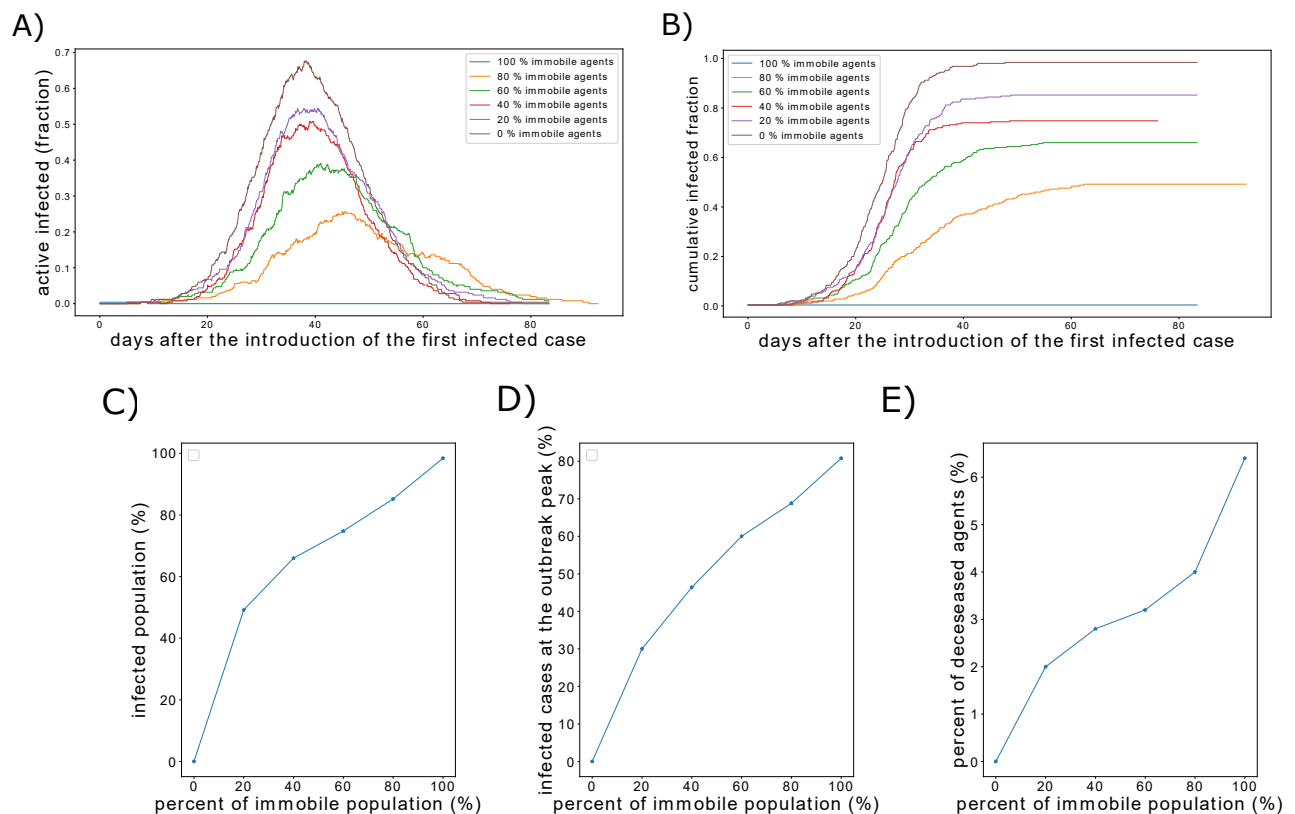 A)
B)
active infected (fraction)
0.7
0.6
0.5
0.4
0.3
0.2
0.1
0.0
100 % immobile agents
80 % immobile agents
60 % immobile agents
40 % immobile agents
20 % immobile agents
0 % immobile agents
0 20 40 60 80
days after the introduction of the first infected case
cumulative infected fraction
1.0
0.8
0.6
0.4
0.2
0.0
100 % immobile agents
80 % immobile agents
60 % immobile agents
40 % immobile agents
20 % immobile agents
0 % immobile agents
0 20 40 60 80
days after the introduction of the first infected case
C)
infected population (%)
100
80
60
40
20
0
0 20 40 60 80 100
percent of immobile population (%)
D)
infected cases at the outbreak peak (%)
80
70
60
50
40
30
20
10
0
0 20 40 60 80 100
percent of immobile population (%)
E)
percent of deceseased agents (%)
6
5
4
3
2
1
0
0 20 40 60 80 100
percent of immobile population (%)